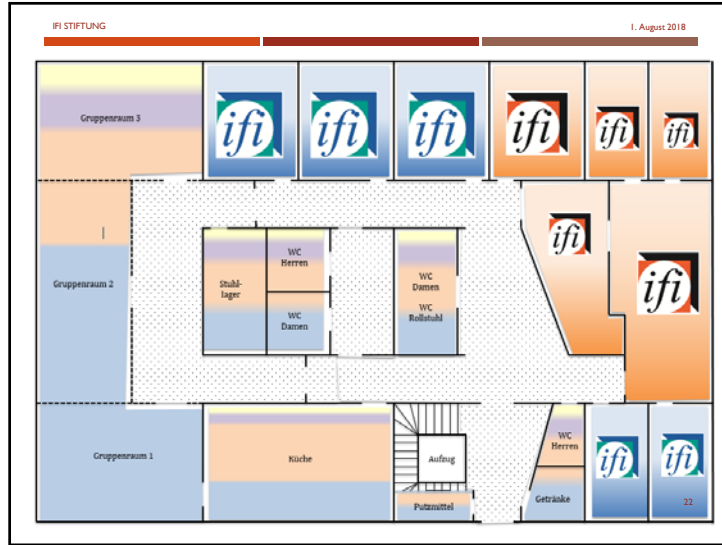 IFI STIFTUNG
1. August 2018
Gruppenraum 3
ifi
ifi
ifi
ifi
ifi
ifi
ifi
ifi
Gruppenraum 2
Stuhl-
lager
WC
Herren
WC
Damen
WC
Damen
WC
Rollstuhl
Gruppenraum 1
Küche
Aufzug
Putzmittel
WC
Herren
Getränke
ifi
ifi
22